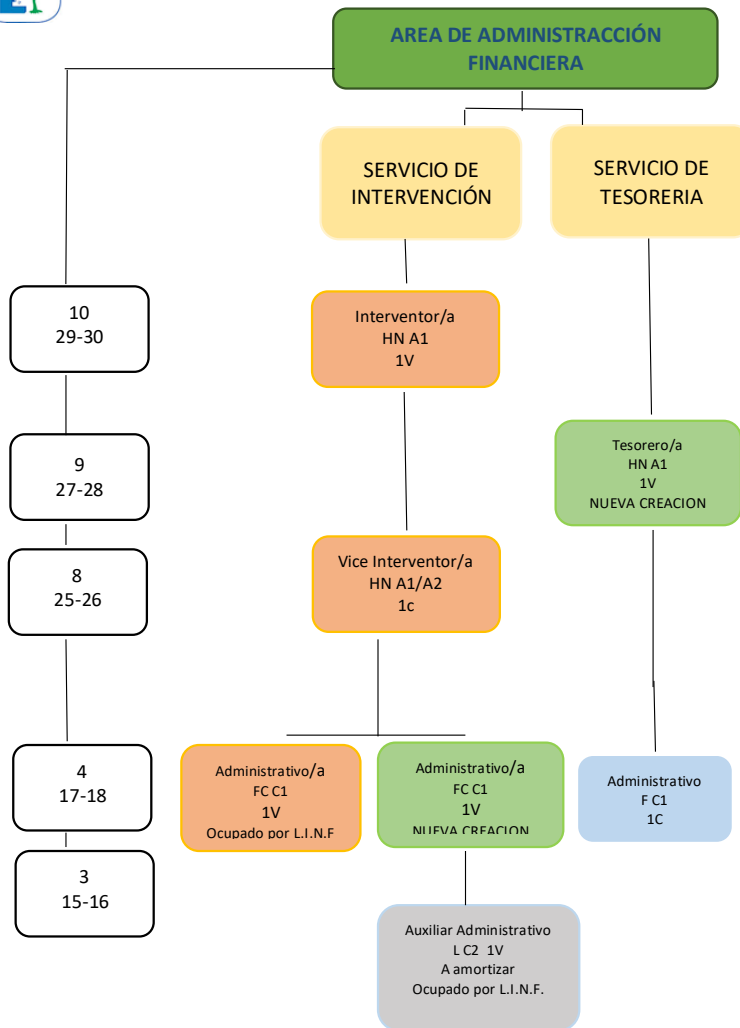 AREA DE ADMINISTRACCIÓN
FINANCIERA
SERVICIO DE
INTERVENCIÓN
SERVICIO DE
TESORERIA
10
29-30
Interventor/a
HN A1
1V
9
27-28
Tesorero/a
HN A1
1V
NUEVA CREACION
8
25-26
Vice Interventor/a
HN A1/A2
1c
4
17-18
Administrativo/a
FC C1
1V
Ocupado por L.I.N.F
Administrativo/a
FC C1
1V
NUEVA CREACION
Administrativo
F C1
1C
3
15-16
Auxiliar Administrativo
L C2 1V
A amortizar
Ocupado por L.I.N.F.